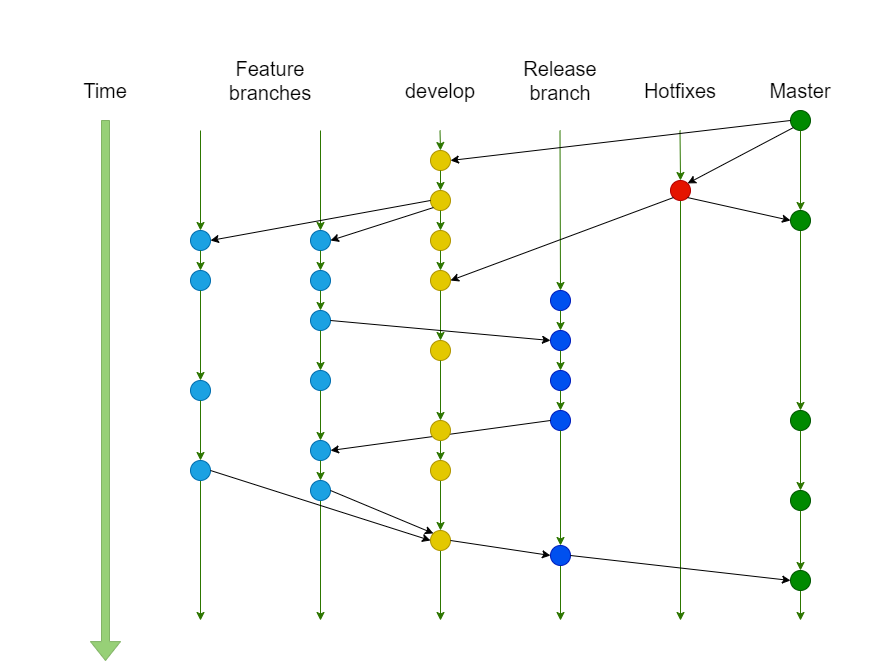 Time
Feature
branches
develop
Release
branch
Hotfixes
Master